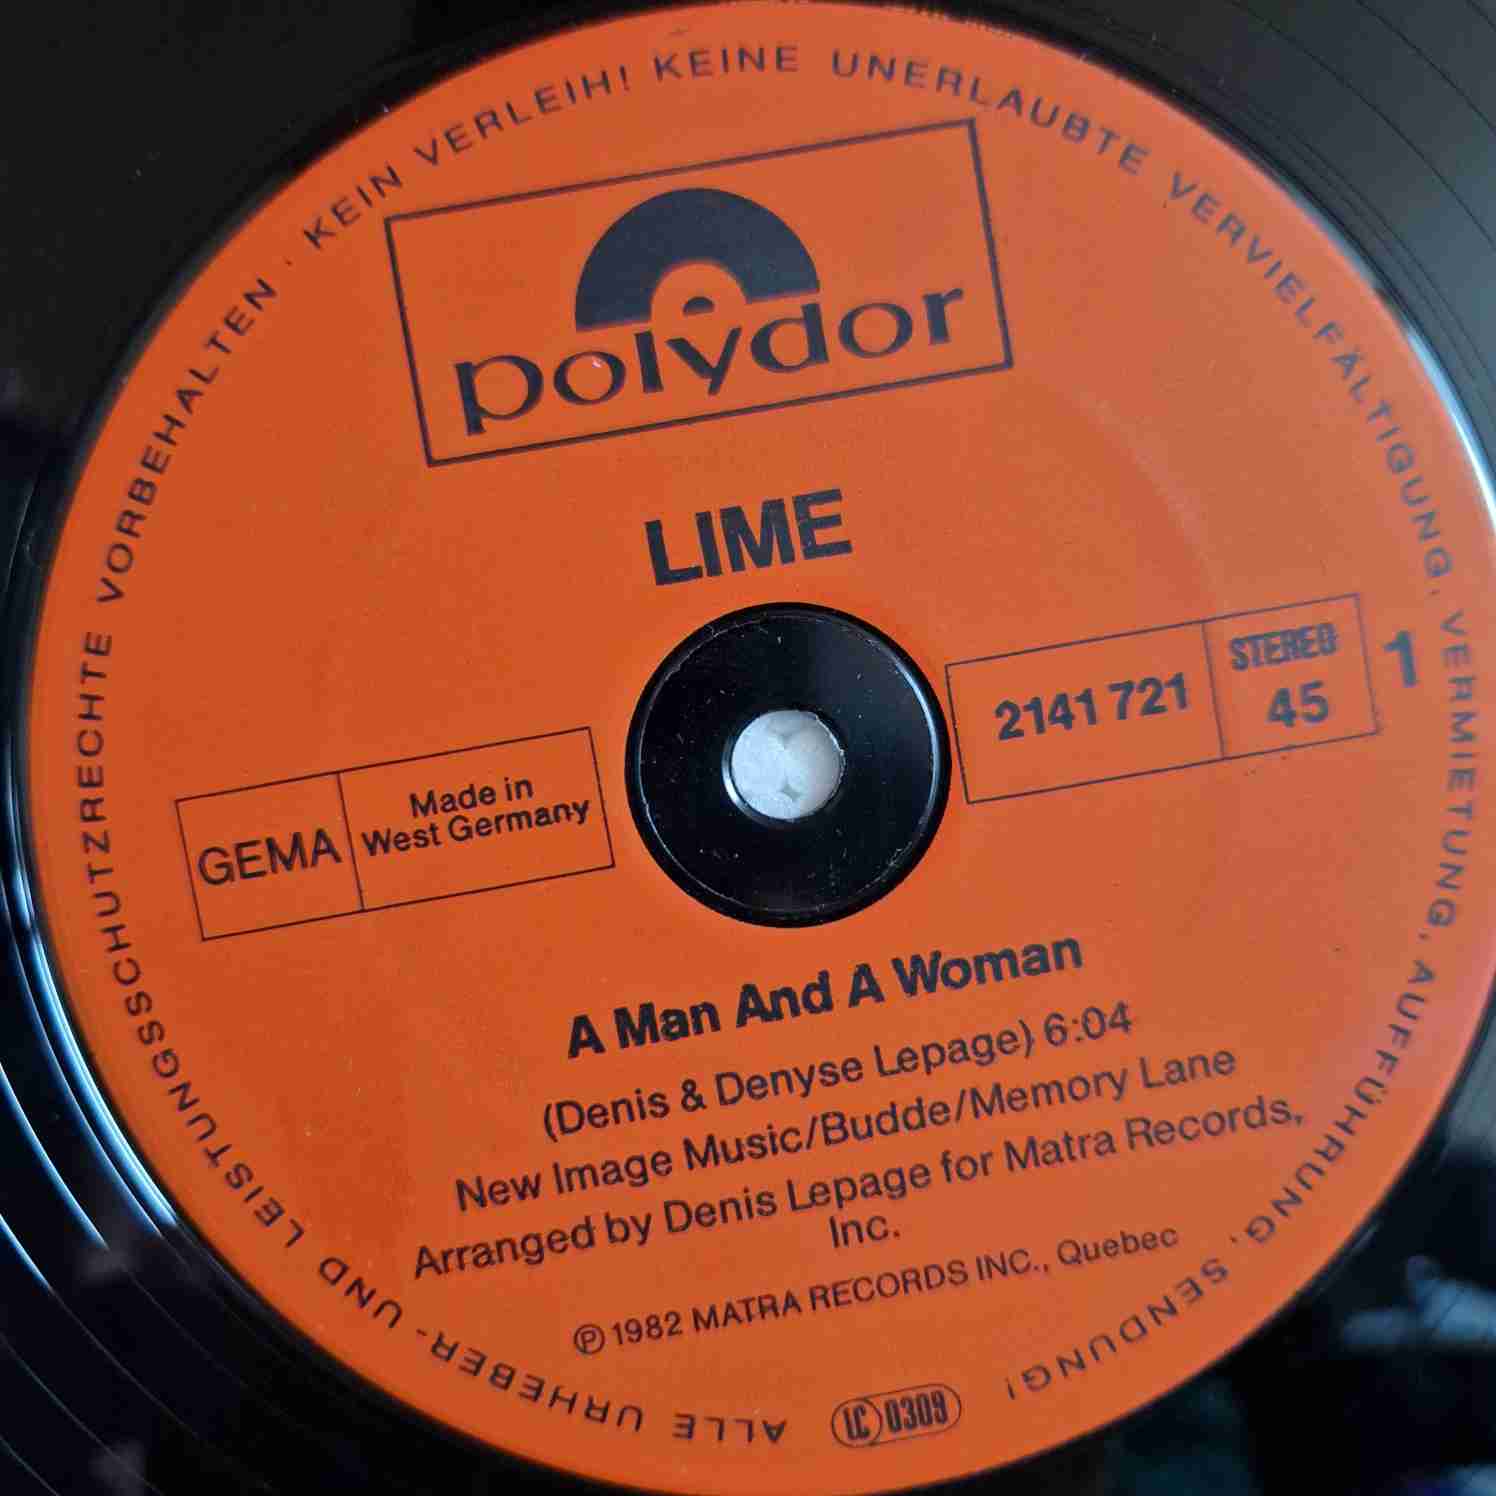 ALLE URHEBER- UND LEISTUNGSSCHUTZRECHTE VORBEHALTEN · KEIN VERLEIH! KEINE UNERLAUBTE VERVIELFÄLTIGUNG, VERMIETUNG, AUFFÜHRUNG, SENDUNG!
polydor
LIME
2141 721
STEREO
45
1
GEMA
Made in
West Germany
A Man And A Woman
(Denis & Denyse Lepage) 6:04
New Image Music/Budde/Memory Lane
Arranged by Denis Lepage for Matra Records,
Inc.
℗ 1982 MATRA RECORDS INC., Quebec
LC 0309